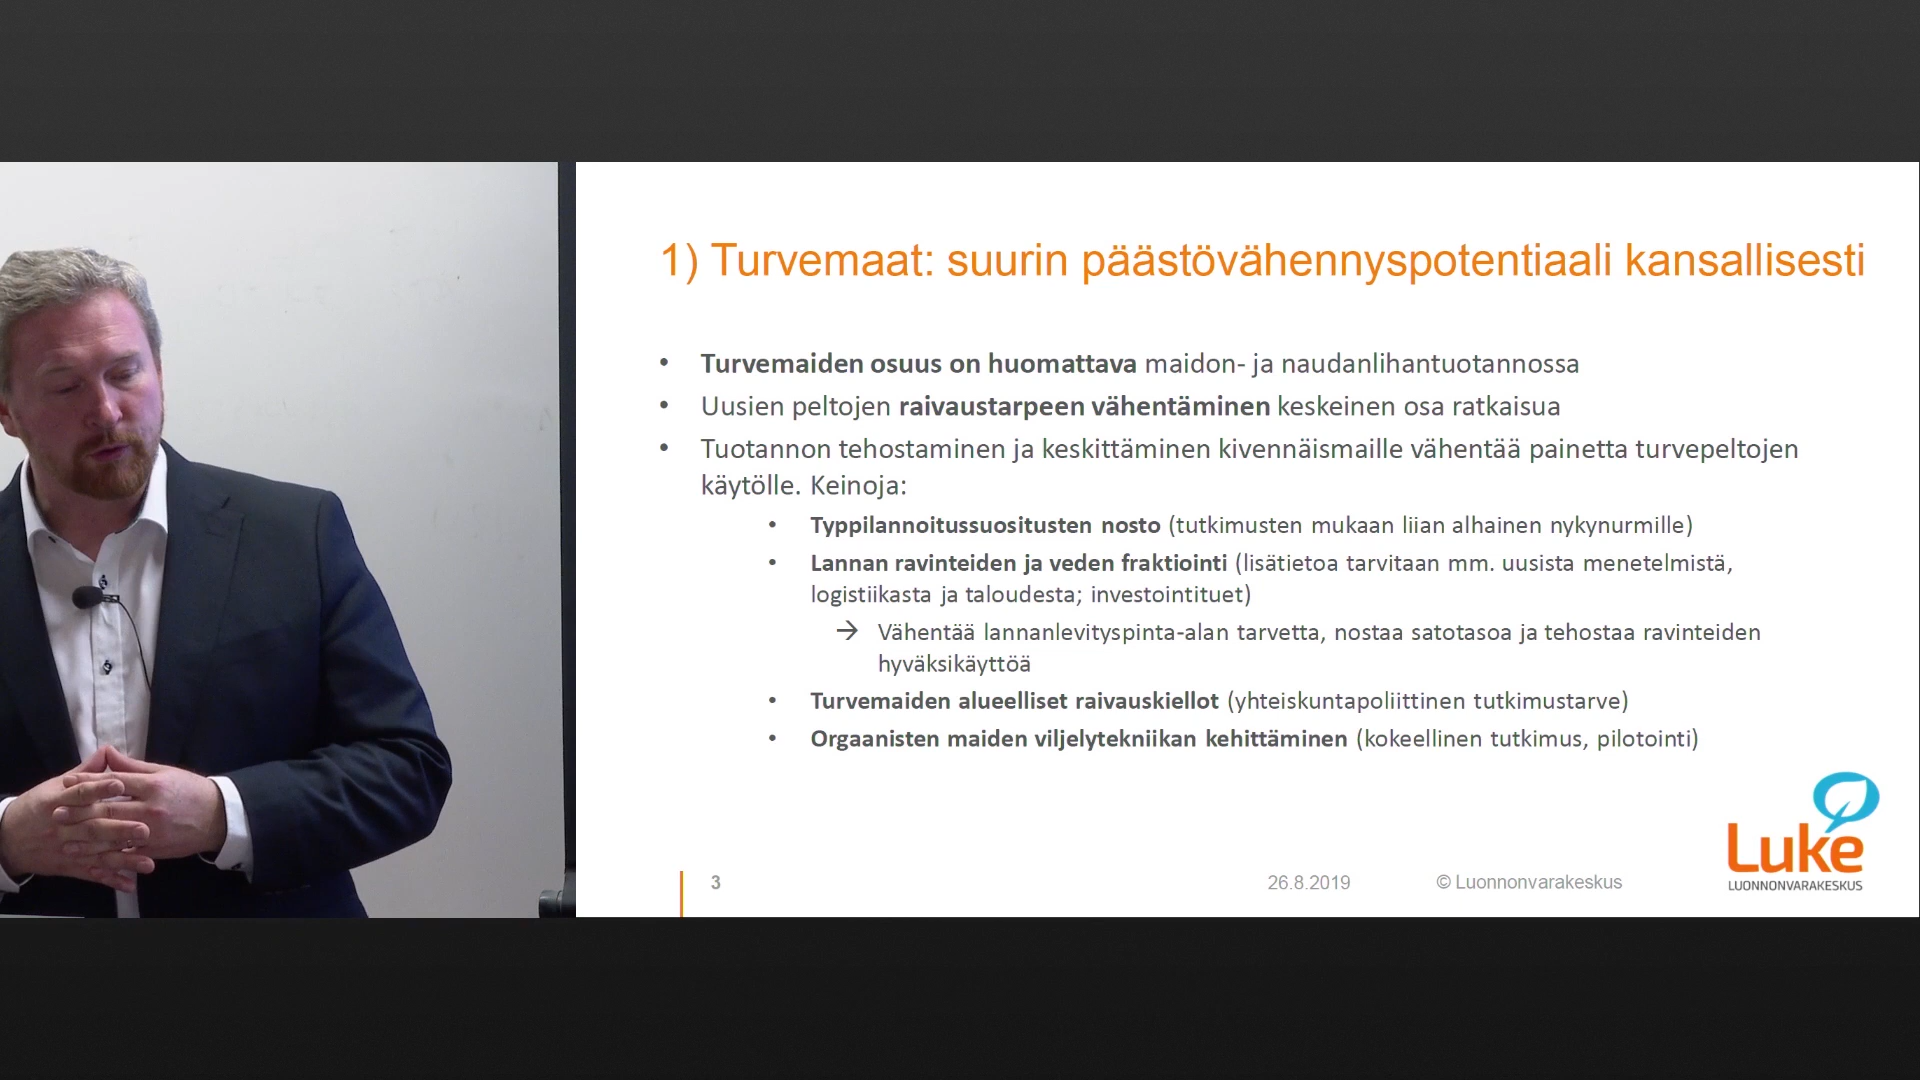 1) Turvemaat: suurin päästövähennyspotentiaali kansallisesti
• Turvemaiden osuus on huomattava maidon- ja naudanlihantuotannossa
• Uusien peltojen raivaustarpeen vähentäminen keskeinen osa ratkaisua
• Tuotannon tehostaminen ja keskittäminen kivennäismaille vähentää painetta turvepeltojen
käytölle. Keinoja:
• Typpilannoitussuositusten nosto (tutkimusten mukaan liian alhainen nykynurmille)
• Lannan ravinteiden ja veden fraktiointi (lisätietoa tarvitaan mm. uusista menetelmistä,
logistiikasta ja taloudesta; investointituet)
→ Vähentää lannanlevityspinta-alan tarvetta, nostaa satotasoa ja tehostaa ravinteiden
hyväksikäyttöä
• Turvemaiden alueelliset raivauskiellot (yhteiskuntapoliittinen tutkimustarve)
• Orgaanisten maiden viljelytekniikan kehittäminen (kokeellinen tutkimus, pilotointi)
3 26.8.2019 © Luonnonvarakeskus
Luke
LUONNONVARAKESKUS